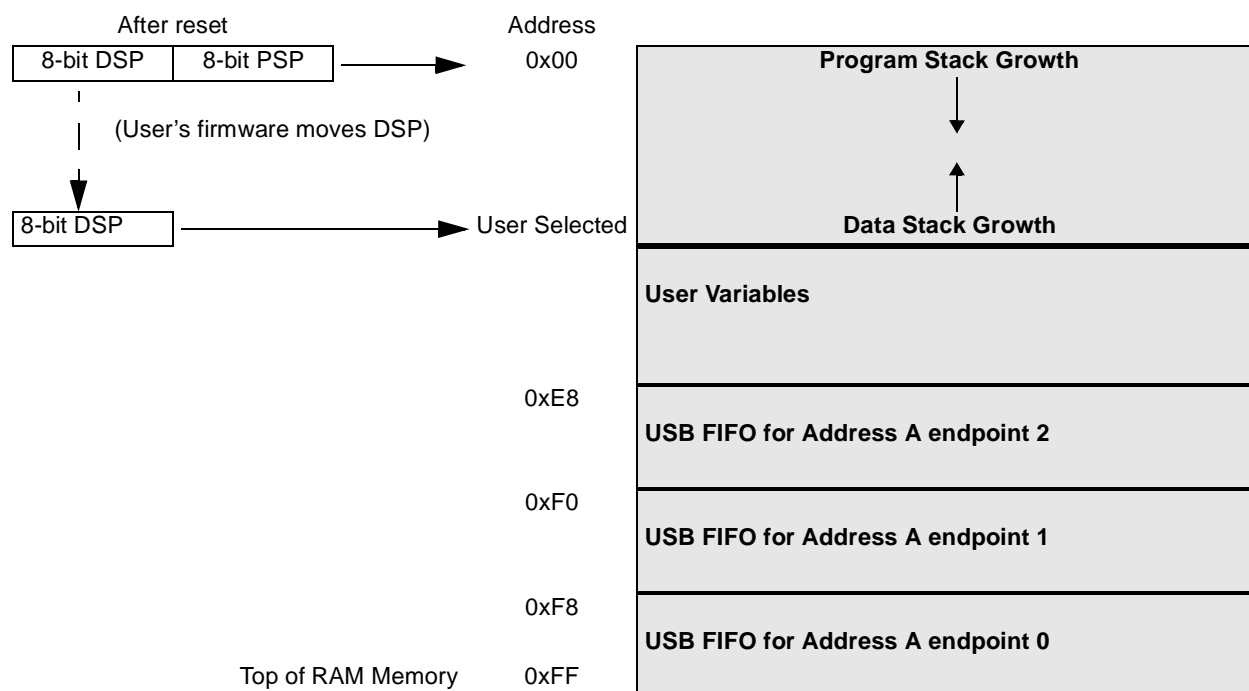 After reset
Address
8-bit DSP 8-bit PSP 0x00 Program Stack Growth
(User's firmware moves DSP)
8-bit DSP User Selected Data Stack Growth
User Variables
0xE8
USB FIFO for Address A endpoint 2
0xF0
USB FIFO for Address A endpoint 1
0xF8
USB FIFO for Address A endpoint 0
Top of RAM Memory 0xFF